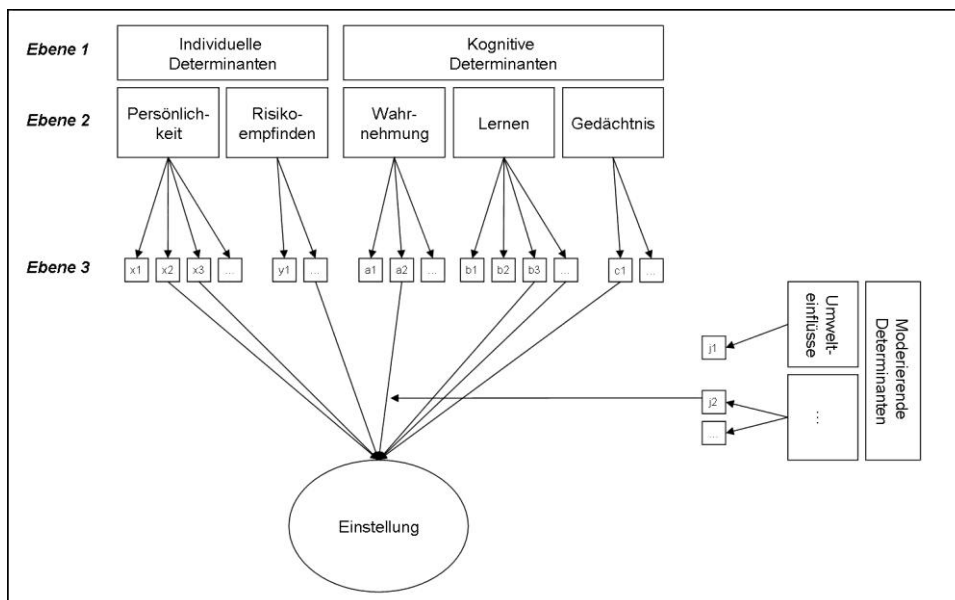 Ebene 1
Individuelle
Determinanten
Kognitive
Determinanten
Ebene 2
Persönlich-
keit
Risiko-
empfinden
Wahr-
nehmung
Lernen
Gedächtnis
Ebene 3
x1
x2
x3
...
y1
...
a1
a2
...
b1
b2
b3
...
c1
...
Umwelt-
einflüsse
Moderierende
Determinanten
j1
j2
...
...
Einstellung